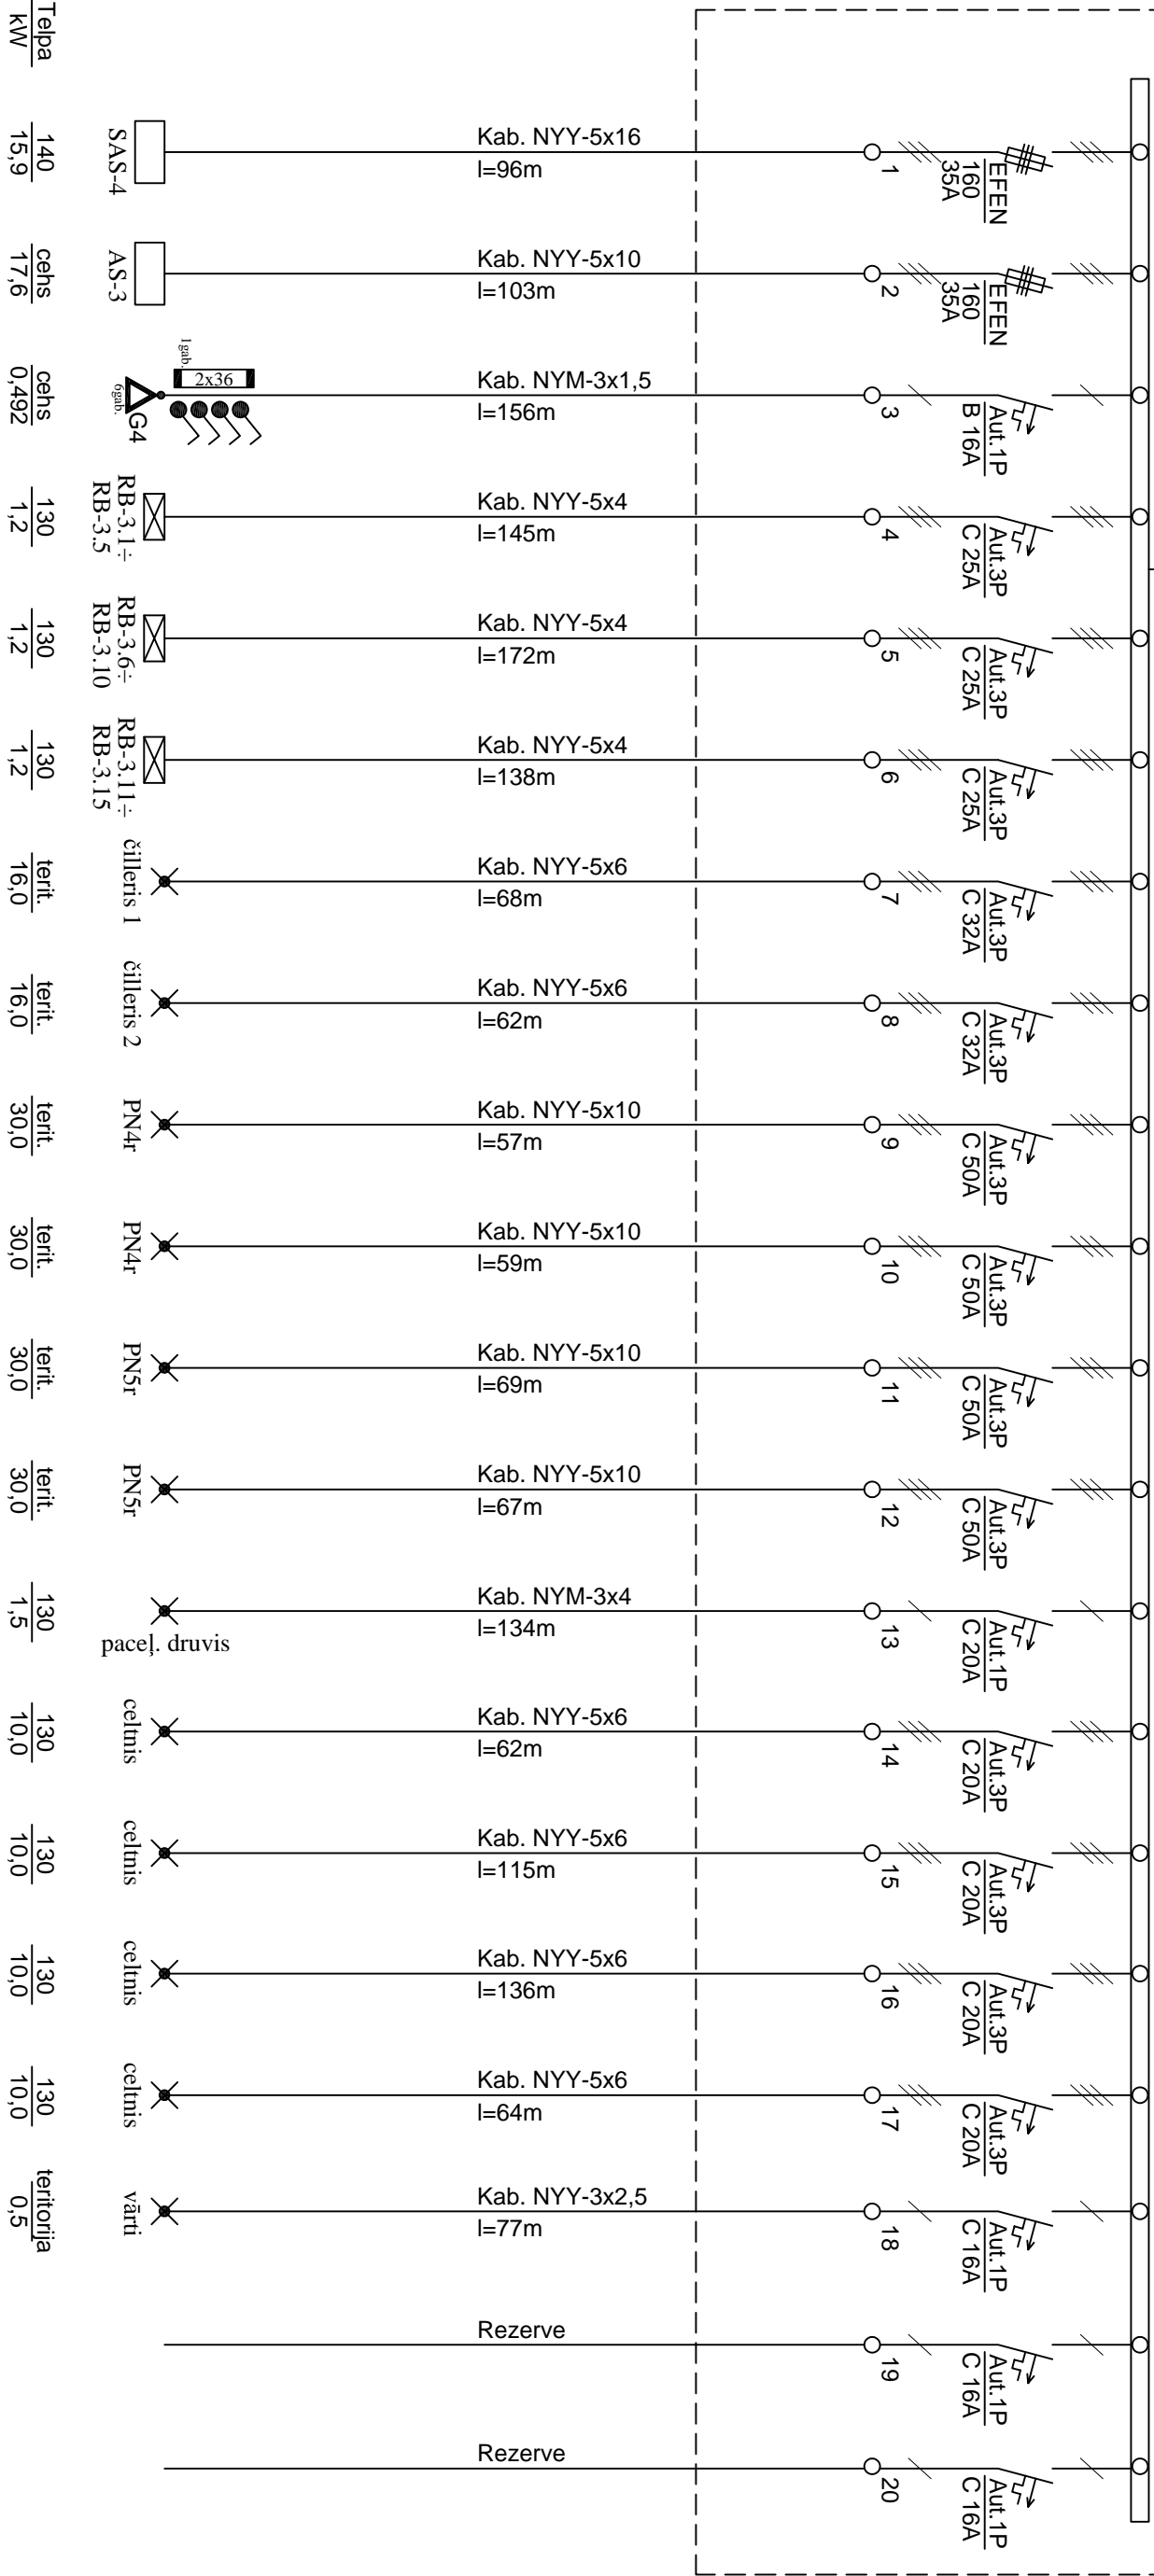 Telpa
kW
140
15,9
SAS-4
Kab. NYY-5x16
l=96m
1
EFEN
160
35A
cehs
17,6
AS-3
Kab. NYY-5x10
l=103m
2
EFEN
160
35A
cehs
0,492
1gab.
2x36
6gab.
G4
Kab. NYM-3x1,5
l=156m
3
Aut.1P
B 16A
130
1,2
RB-3.1÷
RB-3.5
Kab. NYY-5x4
l=145m
4
Aut.3P
C 25A
130
1,2
RB-3.6÷
RB-3.10
Kab. NYY-5x4
l=172m
5
Aut.3P
C 25A
130
1,2
RB-3.11÷
RB-3.15
Kab. NYY-5x4
l=138m
6
Aut.3P
C 25A
terit.
16,0
čilleris 1
Kab. NYY-5x6
l=68m
7
Aut.3P
C 32A
terit.
16,0
čilleris 2
Kab. NYY-5x6
l=62m
8
Aut.3P
C 32A
terit.
30,0
PN4r
Kab. NYY-5x10
l=57m
9
Aut.3P
C 50A
terit.
30,0
PN4r
Kab. NYY-5x10
l=59m
10
Aut.3P
C 50A
terit.
30,0
PN5r
Kab. NYY-5x10
l=69m
11
Aut.3P
C 50A
terit.
30,0
PN5r
Kab. NYY-5x10
l=67m
12
Aut.3P
C 50A
130
1,5
paceļ. druvis
Kab. NYM-3x4
l=134m
13
Aut.1P
C 20A
130
10,0
celtnis
Kab. NYY-5x6
l=62m
14
Aut.3P
C 20A
130
10,0
celtnis
Kab. NYY-5x6
l=115m
15
Aut.3P
C 20A
130
10,0
celtnis
Kab. NYY-5x6
l=136m
16
Aut.3P
C 20A
130
10,0
celtnis
Kab. NYY-5x6
l=64m
17
Aut.3P
C 20A
teritorija
0,5
vārti
Kab. NYY-3x2,5
l=77m
18
Aut.1P
C 16A
Rezerve
19
Aut.1P
C 16A
Rezerve
20
Aut.1P
C 16A